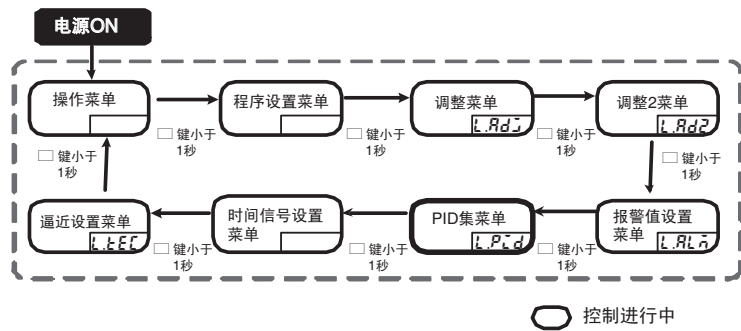 电源ON
操作菜单
程序设置菜单
调整菜单
L.Adj
调整2菜单
L.Ad2
□ 键小于
1秒
□ 键小于
1秒
□ 键小于
1秒
□ 键小于
1秒
□ 键小于
1秒
逼近设置菜单
L.tEC
时间信号设置
菜单
PID集菜单
L.Pid
报警值设置
菜单
L.ALM
□ 键小于
1秒
□ 键小于
1秒
□ 键小于
1秒
控制进行中